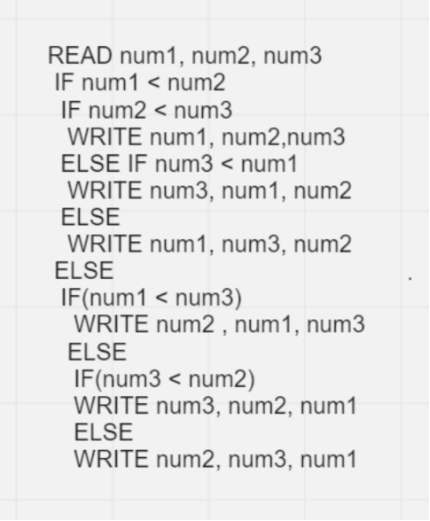 READ num1, num2, num3
IF num1 < num2
IF num2 < num3
WRITE num1, num2,num3
ELSE IF num3 < num1
WRITE num3, num1, num2
ELSE
WRITE num1, num3, num2
ELSE
IF(num1 < num3)
WRITE num2 , num1, num3
ELSE
IF(num3 < num2)
WRITE num3, num2, num1
ELSE
WRITE num2, num3, num1